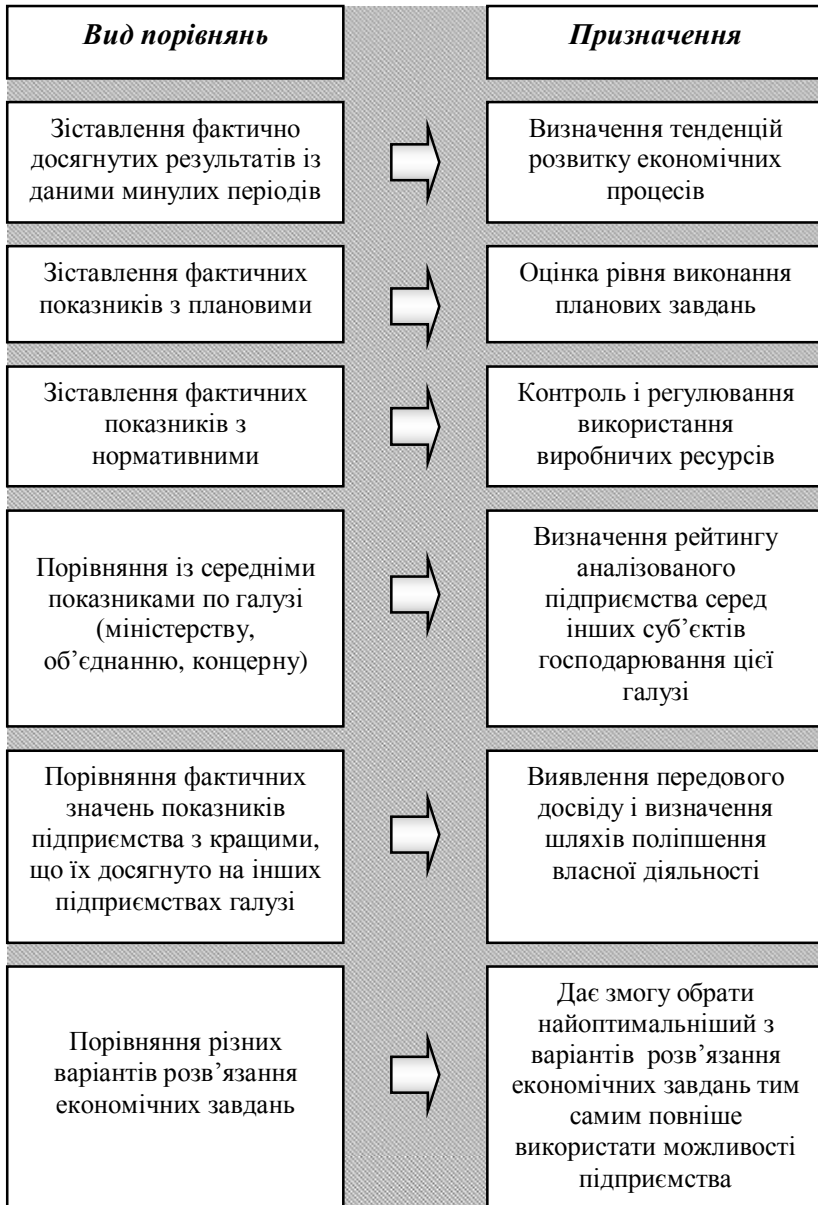 Вид порівнянь
Призначення
Зіставлення фактично
досягнутих результатів із
даними минулих періодів
Визначення тенденцій
розвитку економічних
процесів
Зіставлення фактичних
показників з плановими
Оцінка рівня виконання
планових завдань
Зіставлення фактичних
показників з
нормативними
Контроль і регулювання
використання
виробничих ресурсів
Порівняння із середніми
показниками по галузі
(міністерству,
об’єднанню, концерну)
Визначення рейтингу
аналізованого
підприємства серед
інших суб’єктів
господарювання цієї
галузі
Порівняння фактичних
значень показників
підприємства з кращими,
що їх досягнуто на інших
підприємствах галузі
Виявлення передового
досвіду і визначення
шляхів поліпшення
власної діяльності
Порівняння різних
варіантів розв’язання
економічних завдань
Дає змогу обрати
найоптимальніший з
варіантів розв’язання
економічних завдань тим
самим повніше
використати можливості
підприємства